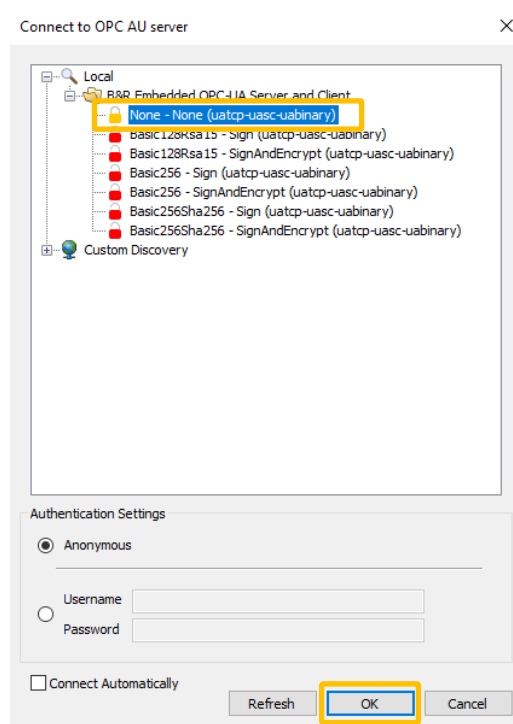 Connect to OPC AU server
Local
B&R Embedded OPC-UA Server and Client
None - None (uatcp-uasc-uabinary)
Basic128Rsa15 - Sign (uatcp-uasc-uabinary)
Basic128Rsa15 - SignAndEncrypt (uatcp-uasc-uabinary)
Basic256 - Sign (uatcp-uasc-uabinary)
Basic256 - SignAndEncrypt (uatcp-uasc-uabinary)
Basic256Sha256 - Sign (uatcp-uasc-uabinary)
Basic256Sha256 - SignAndEncrypt (uatcp-uasc-uabinary)
Custom Discovery
Authentication Settings
Anonymous
Username
Password
Connect Automatically
Refresh OK Cancel